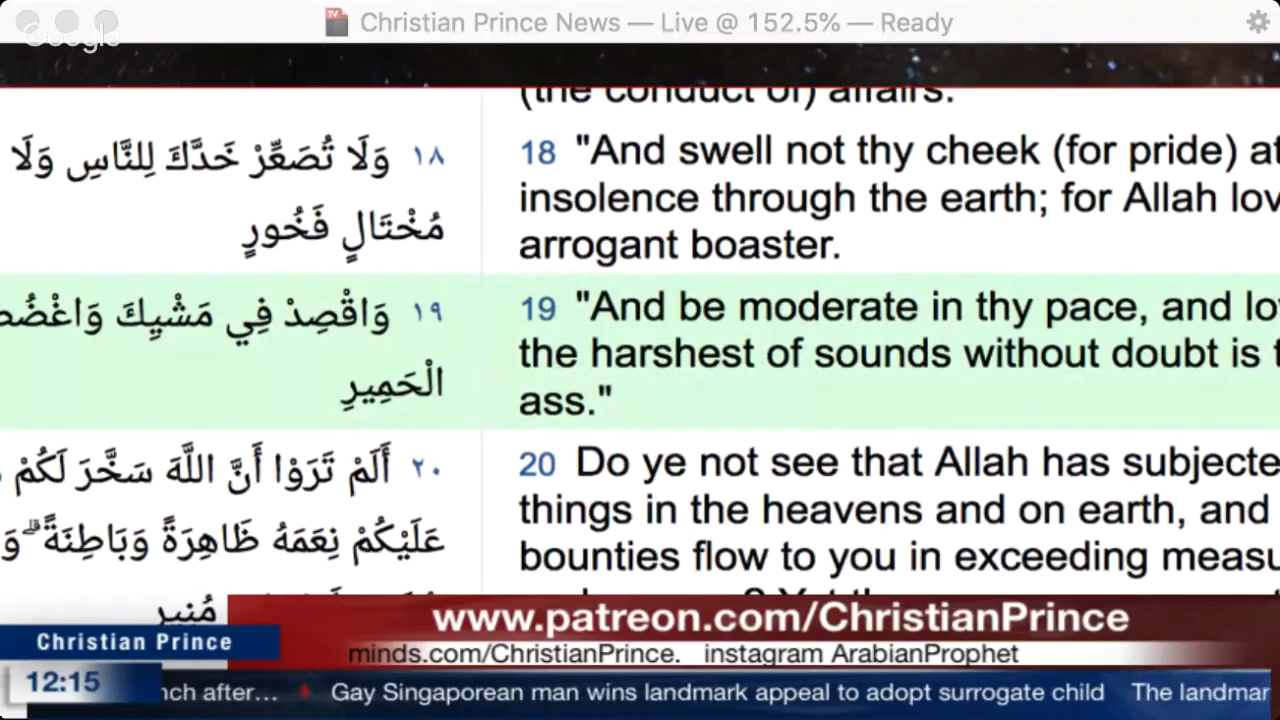 Google
Christian Prince News — Live @ 152.5% — Ready
(the conduct of) affairs.
١٨ وَلَا تُصَعِّرْ خَدَّكَ لِلنَّاسِ وَلَا
مُخْتَالٍ فَخُورٍ
18 "And swell not thy cheek (for pride) at
insolence through the earth; for Allah lov
arrogant boaster.
١٩ وَاقْصِدْ فِي مَشْيِكَ وَاغْضُض
الْحَمِيرِ
19 "And be moderate in thy pace, and lo
the harshest of sounds without doubt is t
ass."
٢٠ أَلَمْ تَرَوْا أَنَّ اللَّهَ سَخَّرَ لَكُمْ
عَلَيْكُمْ نِعَمَهُ ظَاهِرَةً وَبَاطِنَةً ۗ وَ
مُنِيرٍ
20 Do ye not see that Allah has subjecte
things in the heavens and on earth, and
bounties flow to you in exceeding measu
www.patreon.com/ChristianPrince
Christian Prince
minds.com/ChristianPrince. instagram ArabianProphet
12:15
nch after... Gay Singaporean man wins landmark appeal to adopt surrogate child The landmar